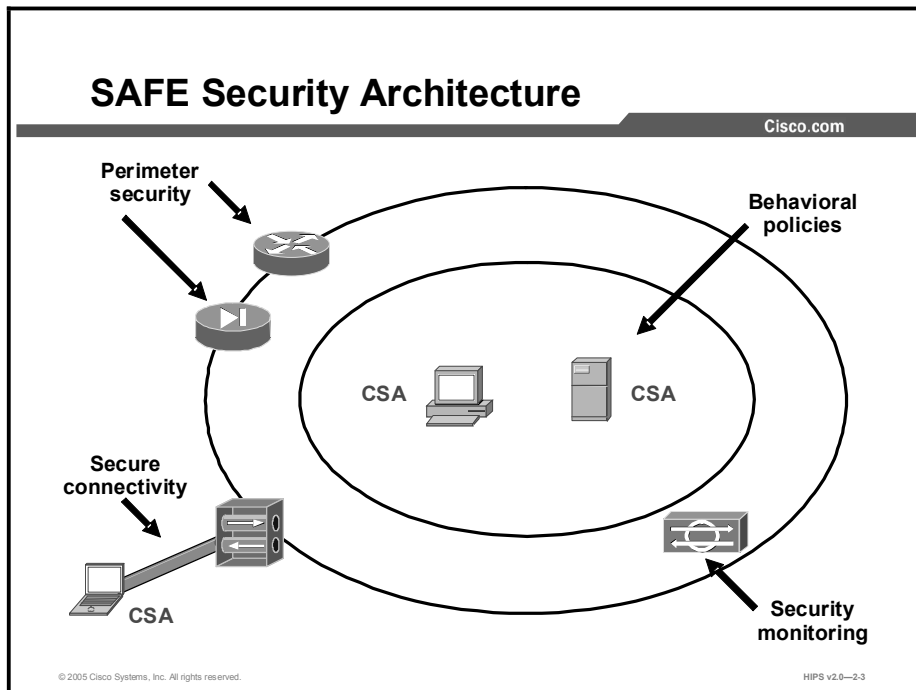 SAFE Security Architecture
Cisco.com
Perimeter
security
Behavioral
policies
CSA
CSA
Secure
connectivity
CSA
Security
monitoring
© 2005 Cisco Systems, Inc. All rights reserved.
HIPS v2.0—2-3